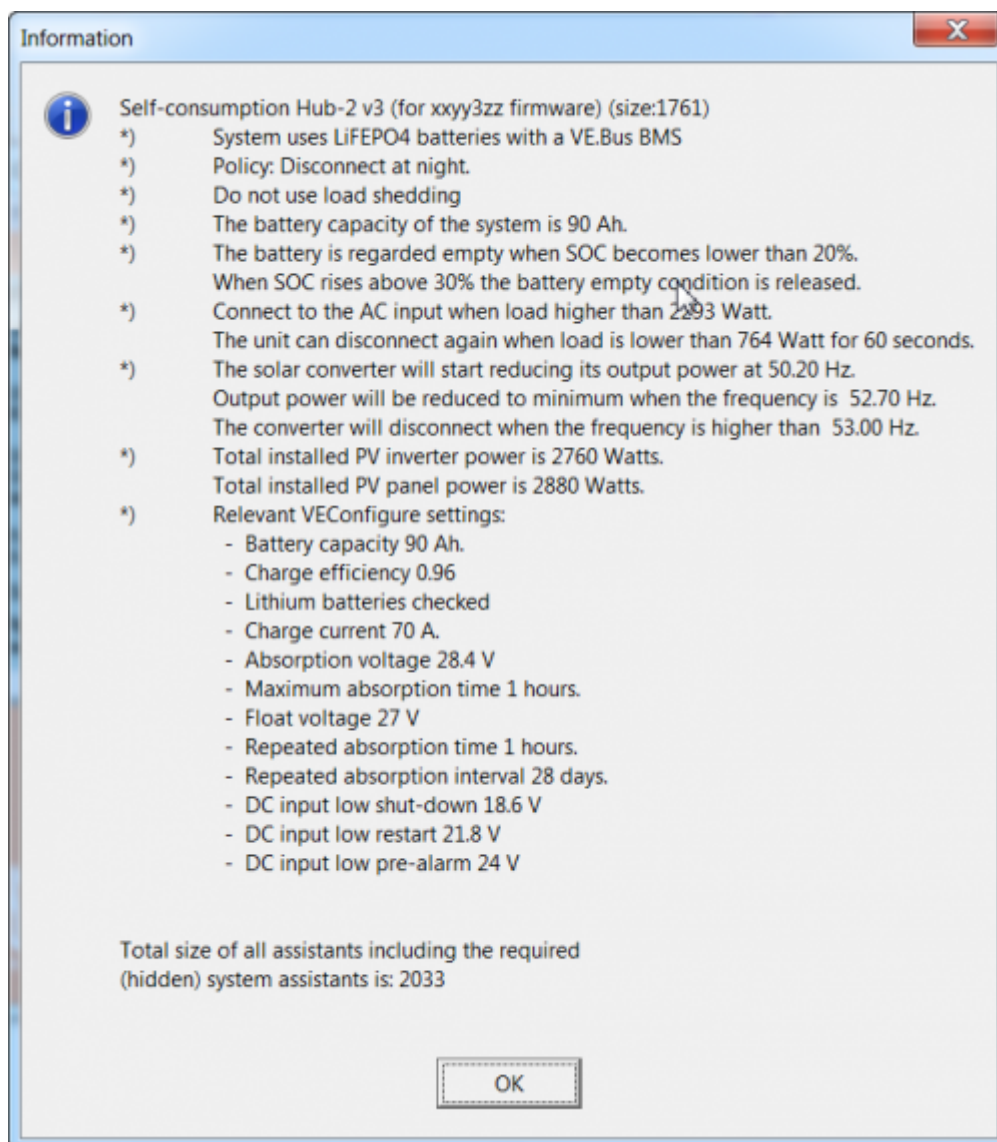 Information
Self-consumption Hub-2 v3 (for xxyy3zz firmware) (size:1761)
*) System uses LiFEPO4 batteries with a VE.Bus BMS
*) Policy: Disconnect at night.
*) Do not use load shedding
*) The battery capacity of the system is 90 Ah.
*) The battery is regarded empty when SOC becomes lower than 20%.
When SOC rises above 30% the battery empty condition is released.
*) Connect to the AC input when load higher than 2293 Watt.
The unit can disconnect again when load is lower than 764 Watt for 60 seconds.
*) The solar converter will start reducing its output power at 50.20 Hz.
Output power will be reduced to minimum when the frequency is 52.70 Hz.
The converter will disconnect when the frequency is higher than 53.00 Hz.
*) Total installed PV inverter power is 2760 Watts.
Total installed PV panel power is 2880 Watts.
*) Relevant VEConfigure settings:
- Battery capacity 90 Ah.
- Charge efficiency 0.96
- Lithium batteries checked
- Charge current 70 A.
- Absorption voltage 28.4 V
- Maximum absorption time 1 hours.
- Float voltage 27 V
- Repeated absorption time 1 hours.
- Repeated absorption interval 28 days.
- DC input low shut-down 18.6 V
- DC input low restart 21.8 V
- DC input low pre-alarm 24 V
Total size of all assistants including the required
(hidden) system assistants is: 2033
OK